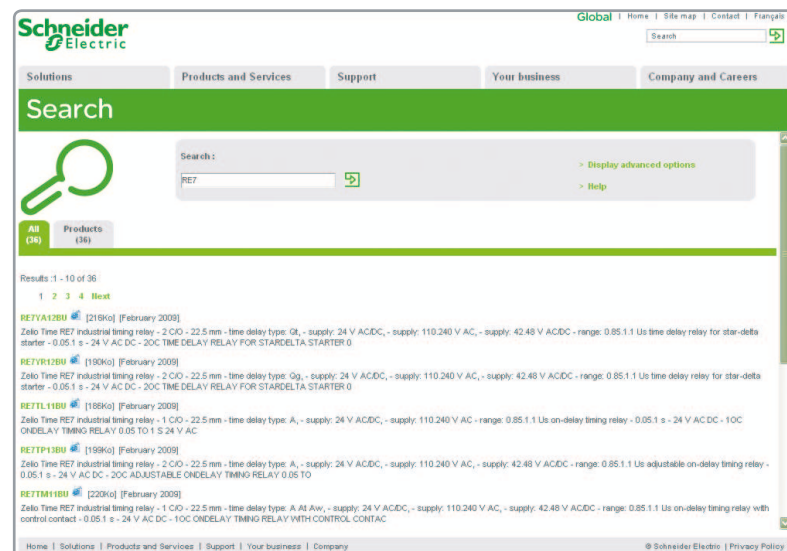 Schneider
Electric
Global | Home | Site map | Contact | Français
Search
Solutions
Products and Services
Support
Your business
Company and Careers
Search
Search :
RE7
> Display advanced options
> Help
All
(36)
Products
(36)
Results :1 - 10 of 36
1 2 3 4 Next
RE7YA12BU [216Ko] [February 2009]
Zelio Time RE7 industrial timing relay - 2 C/O - 22.5 mm - time delay type: Qt, - supply: 24 V AC/DC, - supply: 110.240 V AC, - supply: 42.48 V AC/DC - range: 0.85.1.1 Us time delay relay for star-delta
starter - 0.05.1 s - 24 V AC DC - 2OC TIME DELAY RELAY FOR STARDELTA STARTER 0
RE7YR12BU [190Ko] [February 2009]
Zelio Time RE7 industrial timing relay - 2 C/O - 22.5 mm - time delay type: Qg, - supply: 24 V AC/DC, - supply: 110.240 V AC, - supply: 42.48 V AC/DC - range: 0.85.1.1 Us time delay relay for star-delta
starter - 0.05.1 s - 24 V AC DC - 2OC TIME DELAY RELAY FOR STARDELTA STARTER 0
RE7TL11BU [186Ko] [February 2009]
Zelio Time RE7 industrial timing relay - 1 C/O - 22.5 mm - time delay type: A, - supply: 24 V AC/DC, - supply: 110.240 V AC - range: 0.85.1.1 Us on-delay timing relay - 0.05.1 s - 24 V AC DC - 1OC
ONDELAY TIMING RELAY 0.05 TO 1 S 24 V AC
RE7TP13BU [199Ko] [February 2009]
Zelio Time RE7 industrial timing relay - 2 C/O - 22.5 mm - time delay type: A, - supply: 24 V AC/DC, - supply: 110.240 V AC, - supply: 42.48 V AC/DC - range: 0.85.1.1 Us adjustable on-delay timing relay -
0.05.1 s - 24 V AC DC - 2OC ADJUSTABLE ONDELAY TIMING RELAY 0.05 TO
RE7TM11BU [220Ko] [February 2009]
Zelio Time RE7 industrial timing relay - 1 C/O - 22.5 mm - time delay type: A At Aw, - supply: 24 V AC/DC, - supply: 110.240 V AC, - supply: 42.48 V AC/DC - range: 0.85.1.1 Us on-delay timing relay with
control contact - 0.05.1 s - 24 V AC DC - 1OC ONDELAY TIMING RELAY WITH CONTROL CONTAC
Home | Solutions | Products and Services | Support | Your business | Company
© Schneider Electric | Privacy Policy